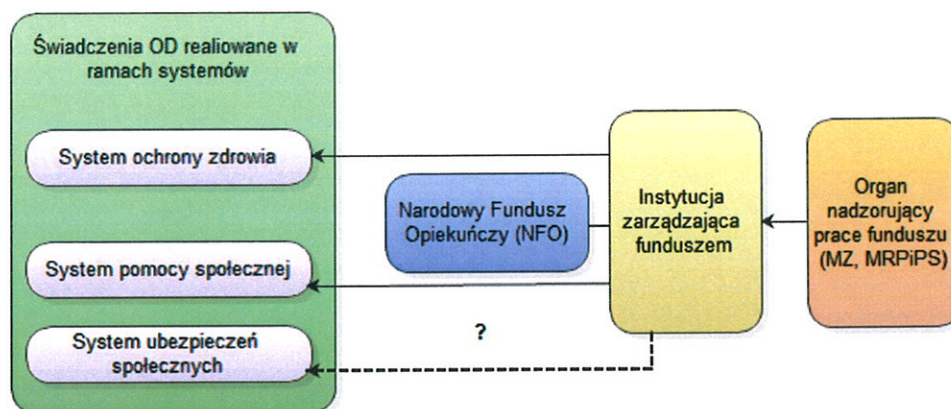 Świadczenia OD realiowane w
ramach systemów
System ochrony zdrowia
System pomocy społecznej
System ubezpieczeń
społecznych
Narodowy Fundusz
Opiekuńczy (NFO)
?
Instytucja
zarządzająca
funduszem
Organ
nadzorujący
prace funduszu
(MZ, MRPiPS)